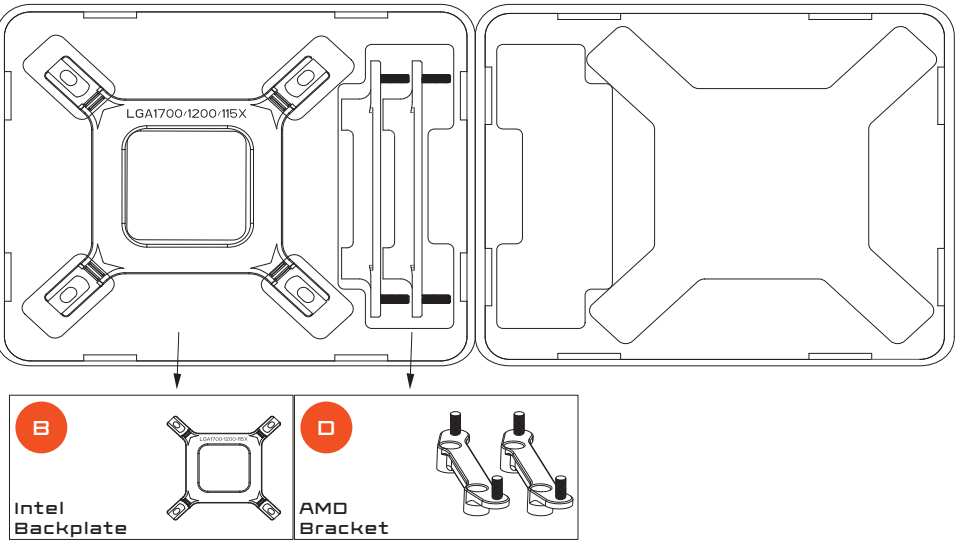 LGA1700/1200/115X
B
LGA1700/1200/115X
Intel
Backplate
D
AMD
Bracket